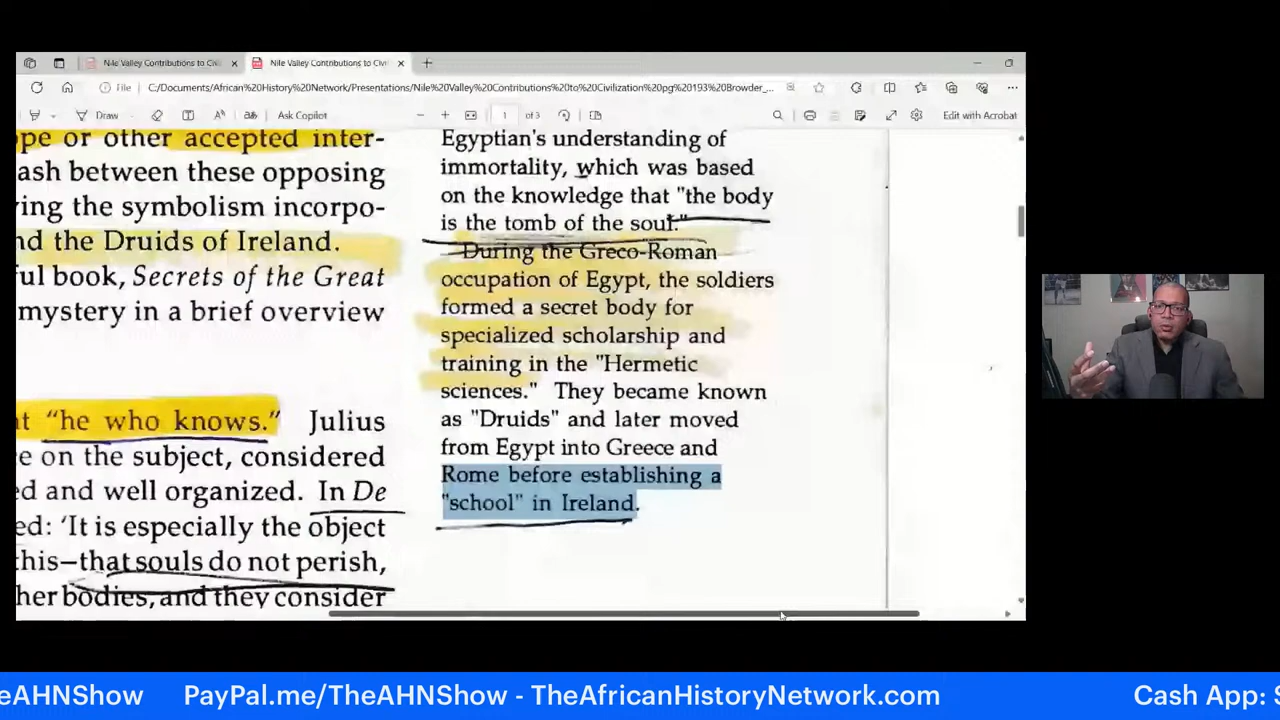 Nile Valley Contributions to Civi
Nile Valley Contributions to Civi
File
C:/Documents/African%20History%20Network/Presentations/Nile%20Valley%20Contributions%20to%20Civilization%20pg%20193%20Browder_...
Draw
Ask Copilot
1 of 3
Edit with Acrobat
ope or other accepted inter-
ash between these opposing
ying the symbolism incorpo-
nd the Druids of Ireland.
ful book, Secrets of the Great
mystery in a brief overview
t "he who knows." Julius
e on the subject, considered
ed and well organized. In De
ed: 'It is especially the object
his—that souls do not perish,
her bodies, and they consider
Egyptian's understanding of
immortality, which was based
on the knowledge that "the body
is the tomb of the soul."
During the Greco-Roman
occupation of Egypt, the soldiers
formed a secret body for
specialized scholarship and
training in the "Hermetic
sciences." They became known
as "Druids" and later moved
from Egypt into Greece and
Rome before establishing a
"school" in Ireland.
eAHNShow PayPal.me/TheAHNShow - TheAfricanHistoryNetwork.com Cash App: S